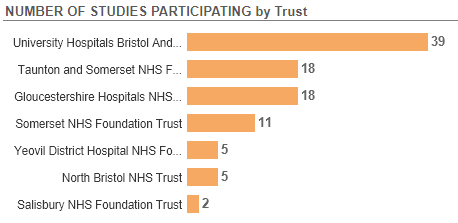 NUMBER OF STUDIES PARTICIPATING by Trust
University Hospitals Bristol And... 39
Taunton and Somerset NHS F... 18
Gloucestershire Hospitals NHS... 18
Somerset NHS Foundation Trust 11
Yeovil District Hospital NHS Fo... 5
North Bristol NHS Trust 5
Salisbury NHS Foundation Trust 2